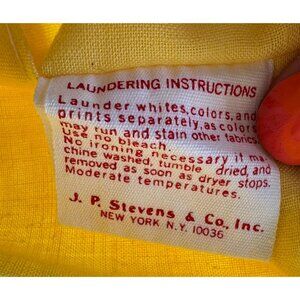 LAUNDERING INSTRUCTIONS
Launder whites, colors, and
prints separately, as colors
may run and stain other fabrics.
Use no bleach.
No ironing necessary if ma-
chine washed, tumble dried, and
removed as soon as dryer stops.
Moderate temperatures.
J. P. Stevens & Co., Inc.
NEW YORK N.Y. 10036